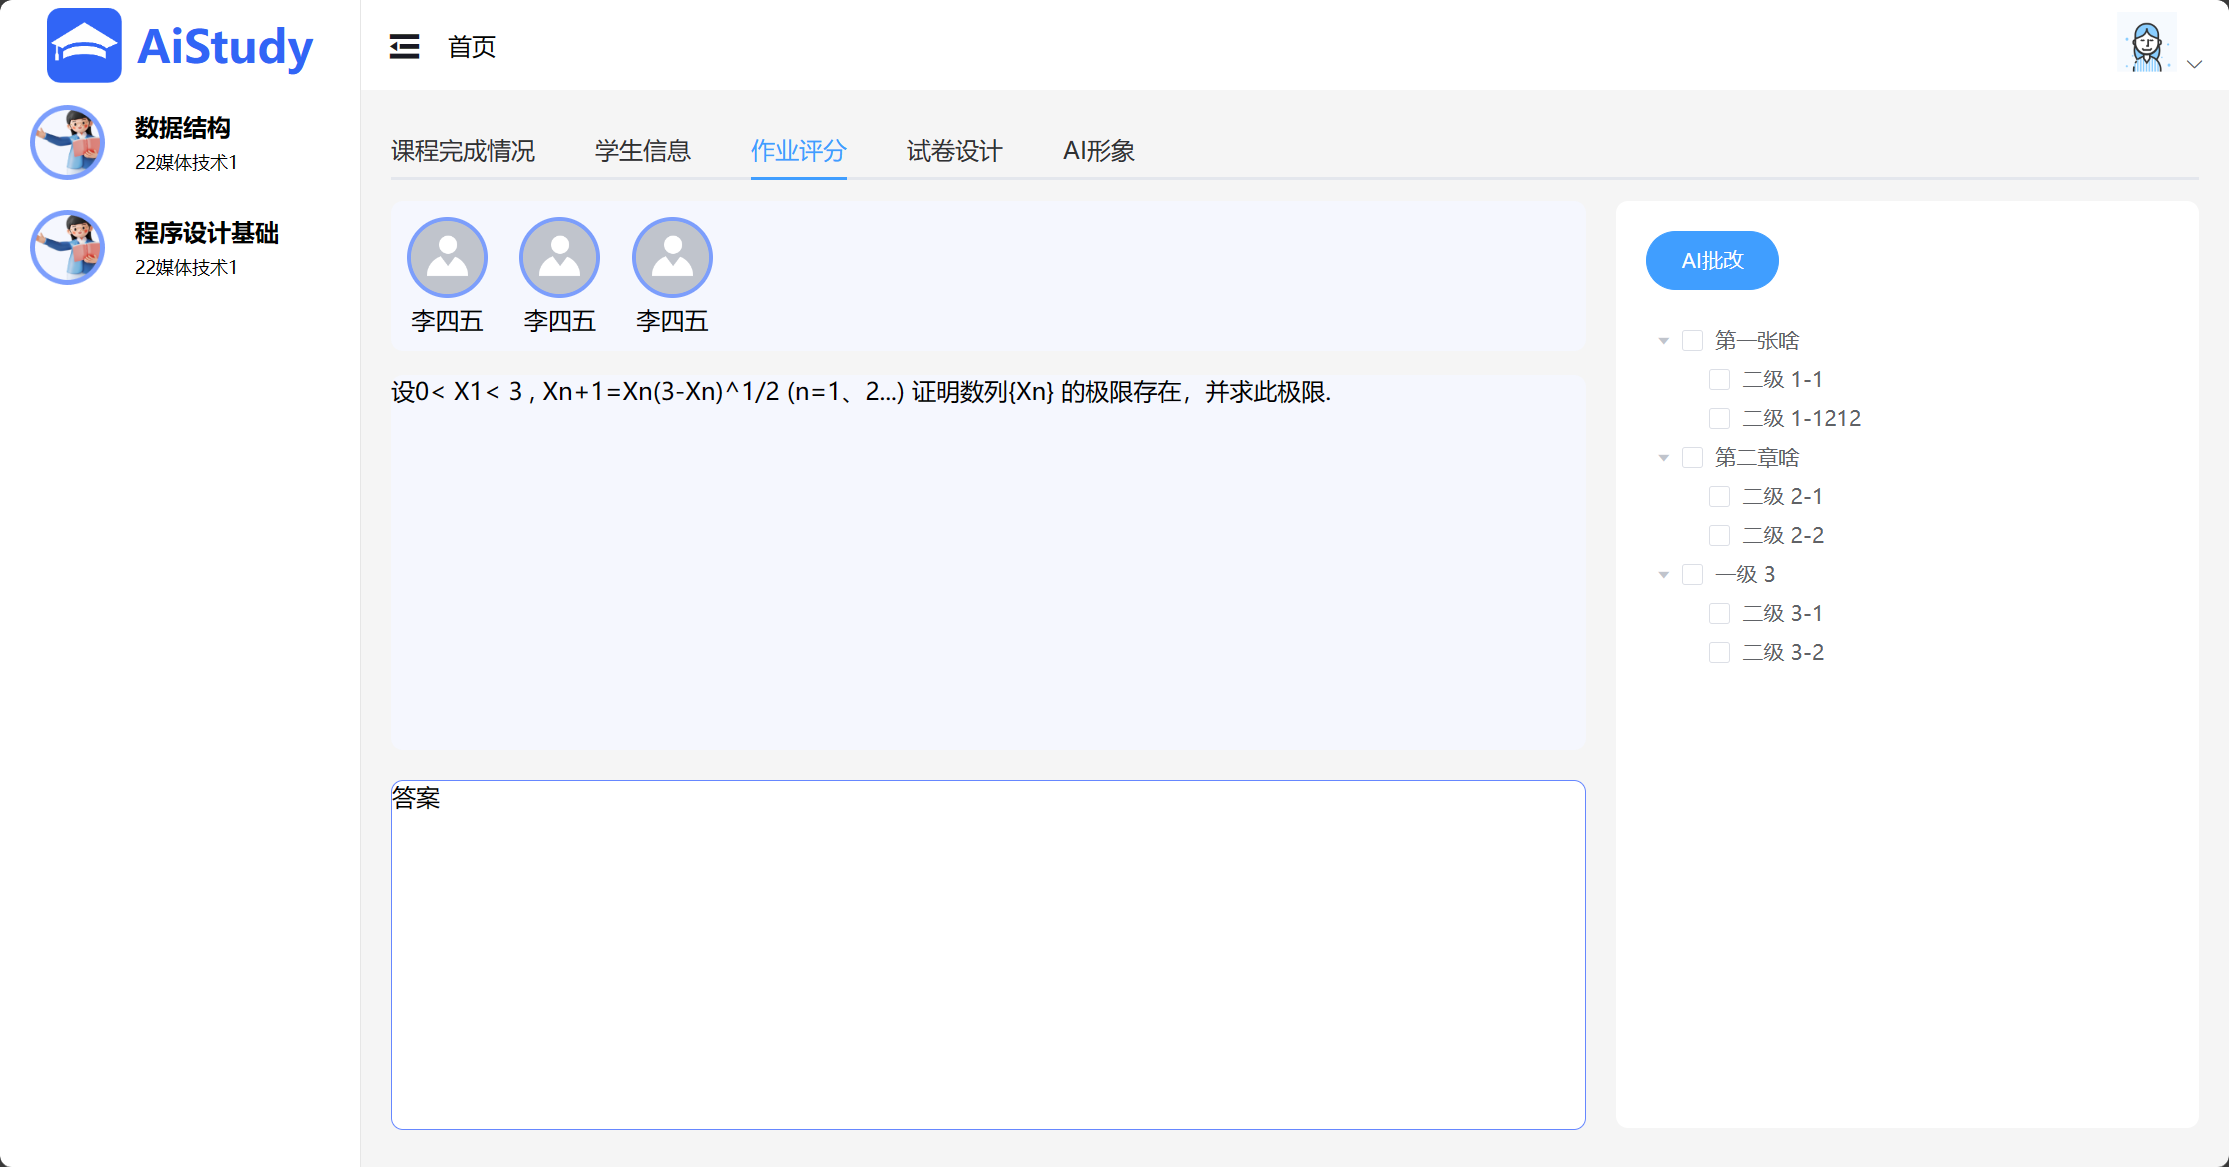 AiStudy
数据结构
22媒体技术1
程序设计基础
22媒体技术1
首页
课程完成情况 学生信息 作业评分 试卷设计 AI形象
李四五 李四五 李四五
设0< X1< 3 , Xn+1=Xn(3-Xn)^1/2 (n=1、2...) 证明数列{Xn} 的极限存在，并求此极限.
答案
AI批改
第一张啥
二级 1-1
二级 1-1212
第二章啥
二级 2-1
二级 2-2
一级 3
二级 3-1
二级 3-2